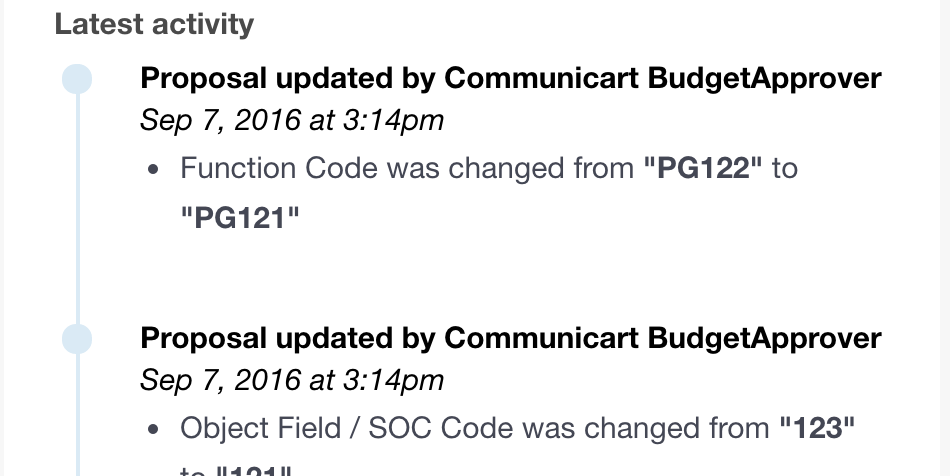 Latest activity
Proposal updated by Communicart BudgetApprover
Sep 7, 2016 at 3:14pm
• Function Code was changed from "PG122" to
"PG121"
Proposal updated by Communicart BudgetApprover
Sep 7, 2016 at 3:14pm
• Object Field / SOC Code was changed from "123"
to "121"